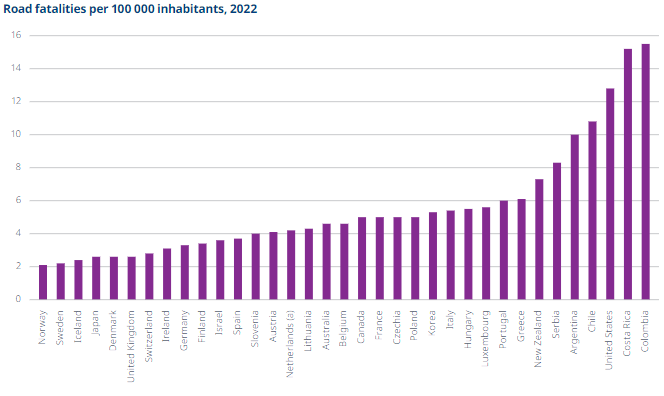 Road fatalities per 100 000 inhabitants, 2022
16
14
12
10
8
6
4
2
0
Norway
Sweden
Iceland
Japan
Denmark
United Kingdom
Switzerland
Ireland
Germany
Finland
Israel
Spain
Slovenia
Austria
Netherlands (a)
Lithuania
Australia
Belgium
Canada
France
Czechia
Poland
Korea
Italy
Hungary
Luxembourg
Portugal
Greece
New Zealand
Serbia
Argentina
Chile
United States
Costa Rica
Colombia